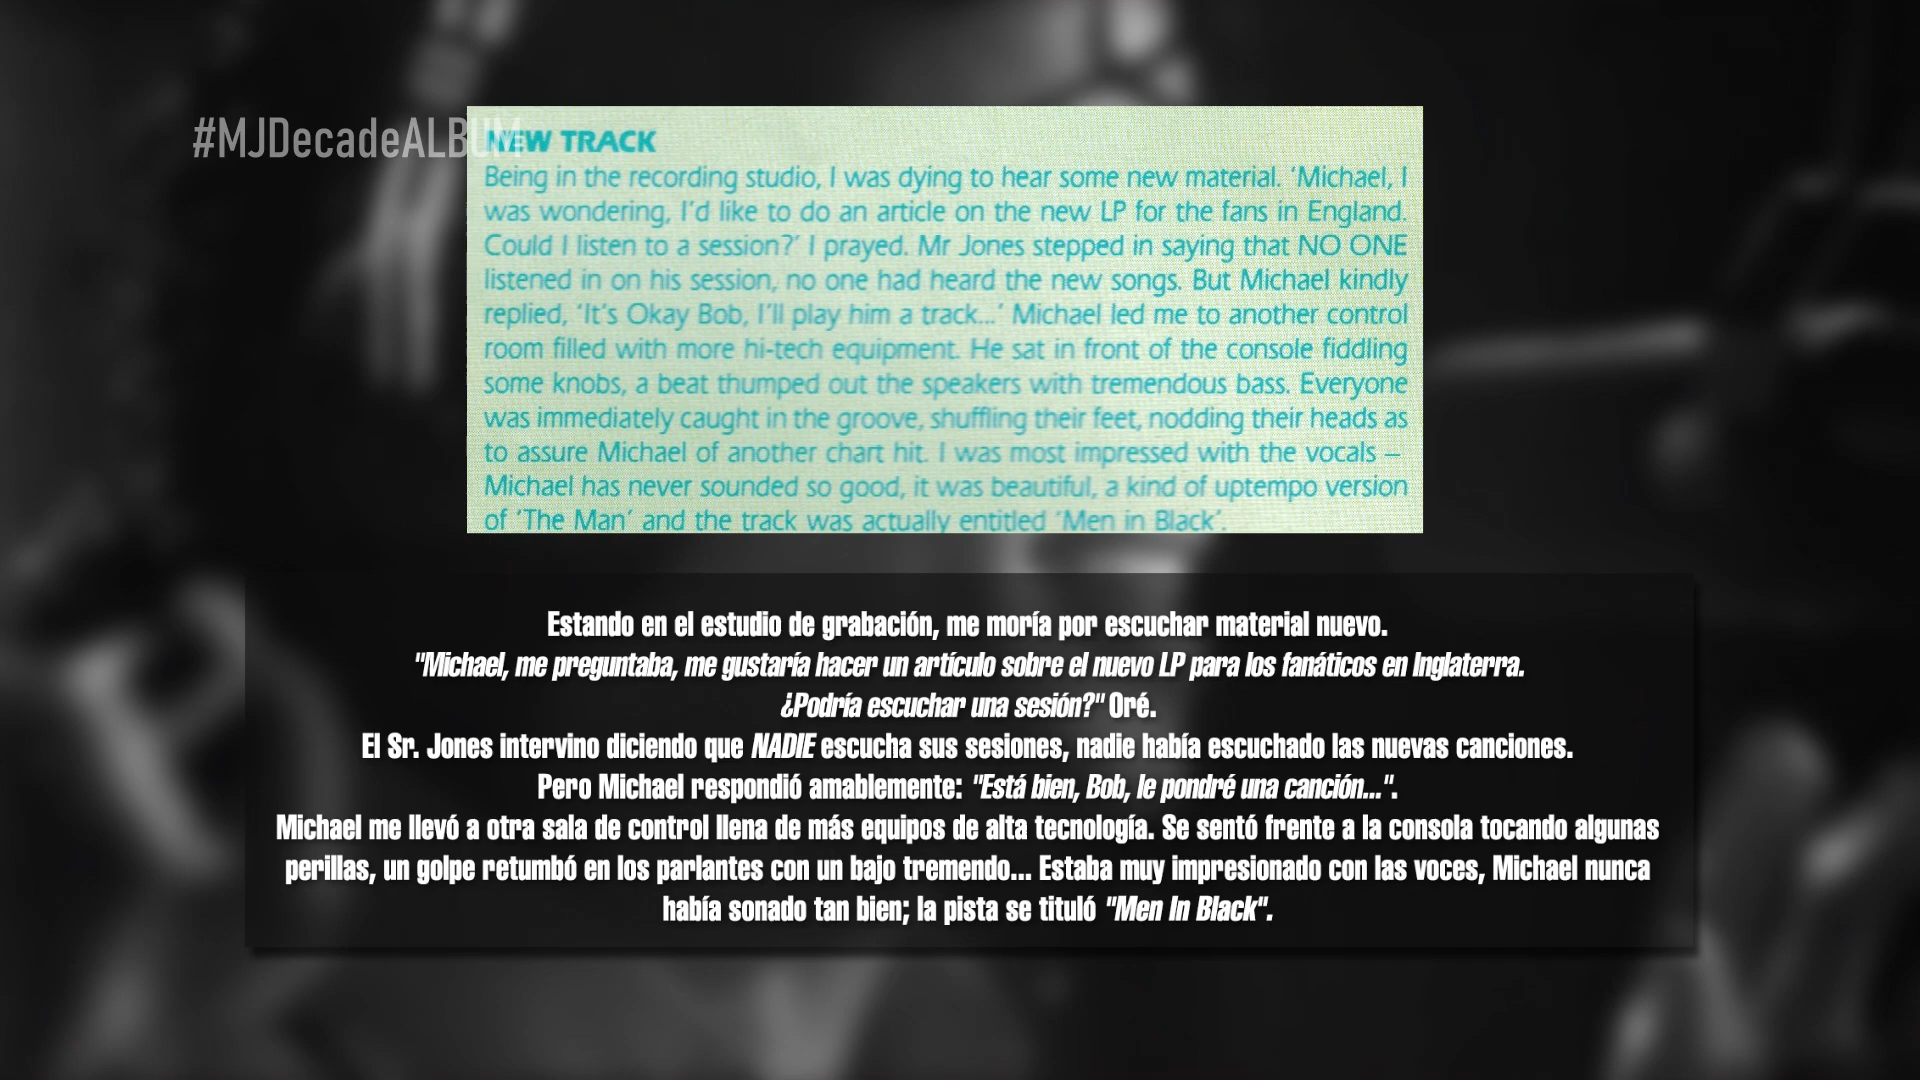 #MJDecadeALBUM
NEW TRACK
Being in the recording studio, I was dying to hear some new material. 'Michael, I
was wondering, I'd like to do an article on the new LP for the fans in England.
Could I listen to a session?' I prayed. Mr Jones stepped in saying that NO ONE
listened in on his session, no one had heard the new songs. But Michael kindly
replied, 'It's Okay Bob, I'll play him a track...' Michael led me to another control
room filled with more hi-tech equipment. He sat in front of the console fiddling
some knobs, a beat thumped out the speakers with tremendous bass. Everyone
was immediately caught in the groove, shuffling their feet, nodding their heads as
to assure Michael of another chart hit. I was most impressed with the vocals –
Michael has never sounded so good, it was beautiful, a kind of uptempo version
of 'The Man' and the track was actually entitled 'Men in Black'.
Estando en el estudio de grabación, me moría por escuchar material nuevo.
"Michael, me preguntaba, me gustaría hacer un artículo sobre el nuevo LP para los fanáticos en Inglaterra.
¿Podría escuchar una sesión?" Oré.
El Sr. Jones intervino diciendo que NADIE escucha sus sesiones, nadie había escuchado las nuevas canciones.
Pero Michael respondió amablemente: "Está bien, Bob, le pondré una canción...".
Michael me llevó a otra sala de control llena de más equipos de alta tecnología. Se sentó frente a la consola tocando algunas
perillas, un golpe retumbó en los parlantes con un bajo tremendo... Estaba muy impresionado con las voces, Michael nunca
había sonado tan bien; la pista se tituló "Men In Black".